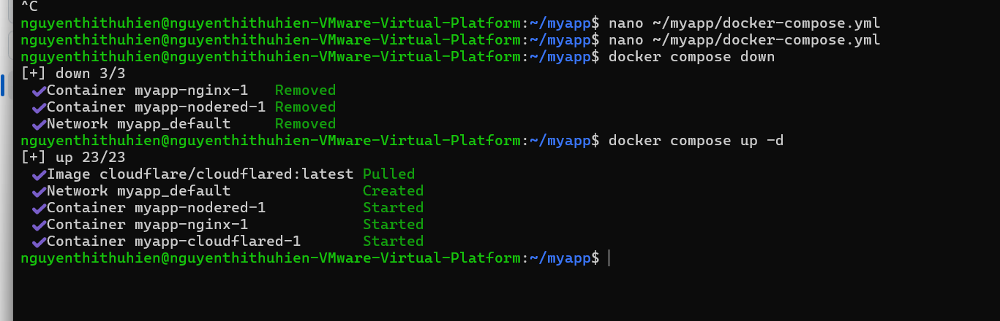 ^C
nguyenthithuhien@nguyenthithuhien-VMware-Virtual-Platform:~/myapp$ nano ~/myapp/docker-compose.yml
nguyenthithuhien@nguyenthithuhien-VMware-Virtual-Platform:~/myapp$ nano ~/myapp/docker-compose.yml
nguyenthithuhien@nguyenthithuhien-VMware-Virtual-Platform:~/myapp$ docker compose down
[+] down 3/3
✔Container myapp-nginx-1   Removed
✔Container myapp-nodered-1 Removed
✔Network myapp_default     Removed
nguyenthithuhien@nguyenthithuhien-VMware-Virtual-Platform:~/myapp$ docker compose up -d
[+] up 23/23
✔Image cloudflare/cloudflared:latest Pulled
✔Network myapp_default               Created
✔Container myapp-nodered-1           Started
✔Container myapp-nginx-1             Started
✔Container myapp-cloudflared-1       Started
nguyenthithuhien@nguyenthithuhien-VMware-Virtual-Platform:~/myapp$